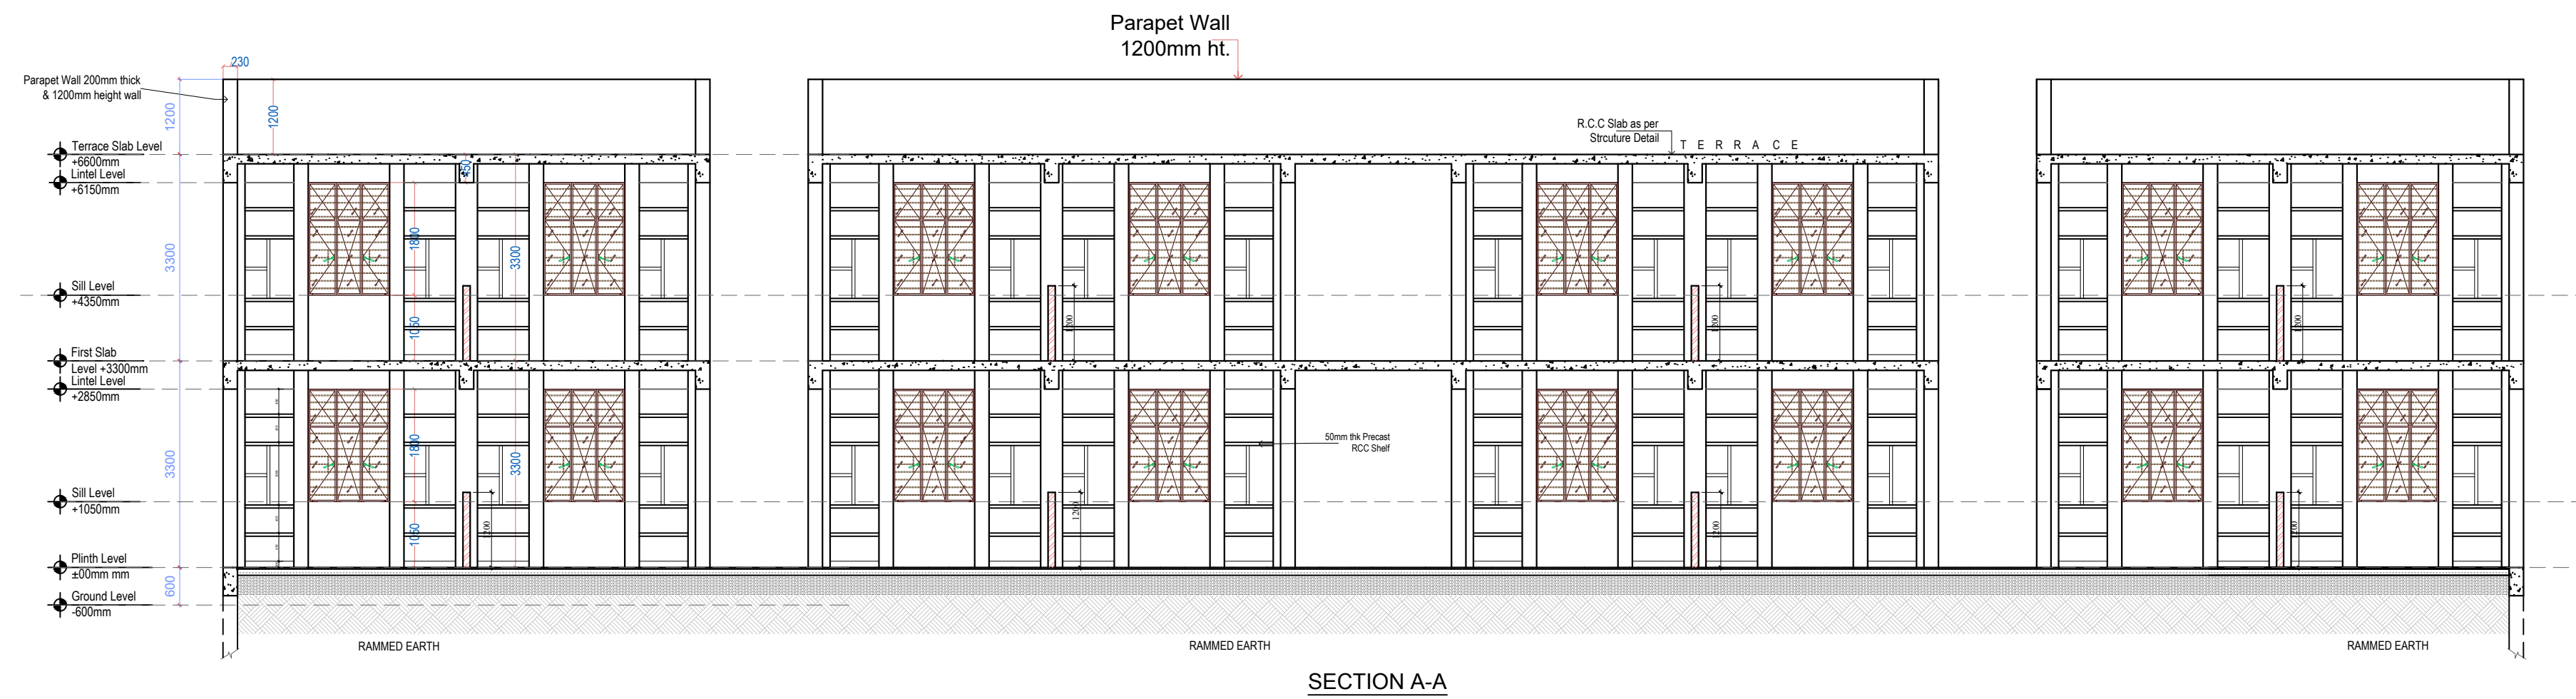 Parapet Wall
1200mm ht.
230
Parapet Wall 200mm thick
& 1200mm height wall
1200
1200
R.C.C Slab as per
Strcuture Detail
T E R R A C E
Terrace Slab Level
+6600mm
Lintel Level
+6150mm
450
3300
1800
3300
Sill Level
+4350mm
1050
1200
1200
1200
First Slab
Level +3300mm
Lintel Level
+2850mm
3300
1800
3300
50mm thk Precast
RCC Shelf
Sill Level
+1050mm
1050
1200
1200
1200
1200
Plinth Level
±00mm mm
600
Ground Level
-600mm
RAMMED EARTH
RAMMED EARTH
RAMMED EARTH
SECTION A-A